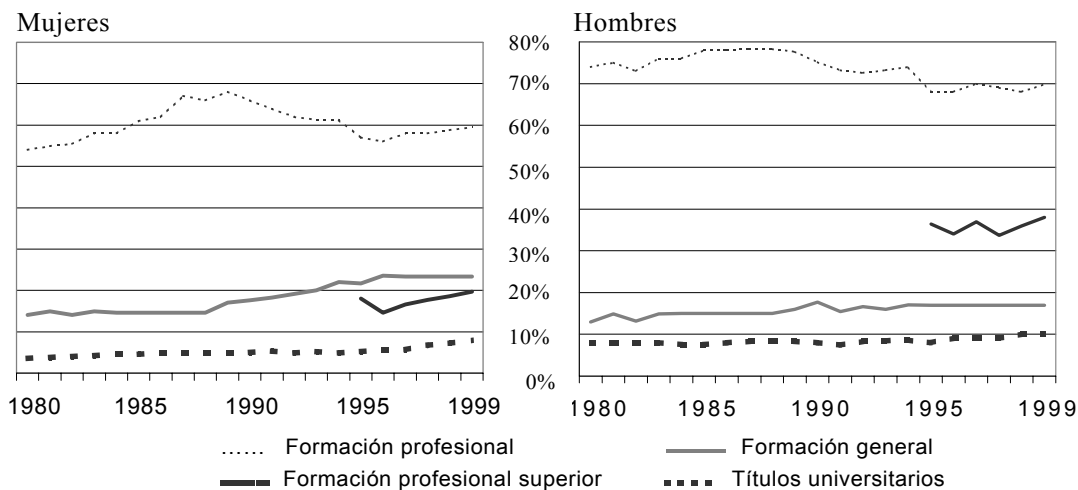 Mujeres
Hombres
80%
70%
60%
50%
40%
30%
20%
10%
0%
1980 1985 1990 1995 1999
1980 1985 1990 1995 1999
Formación profesional
Formación general
Formación profesional superior
Títulos universitarios